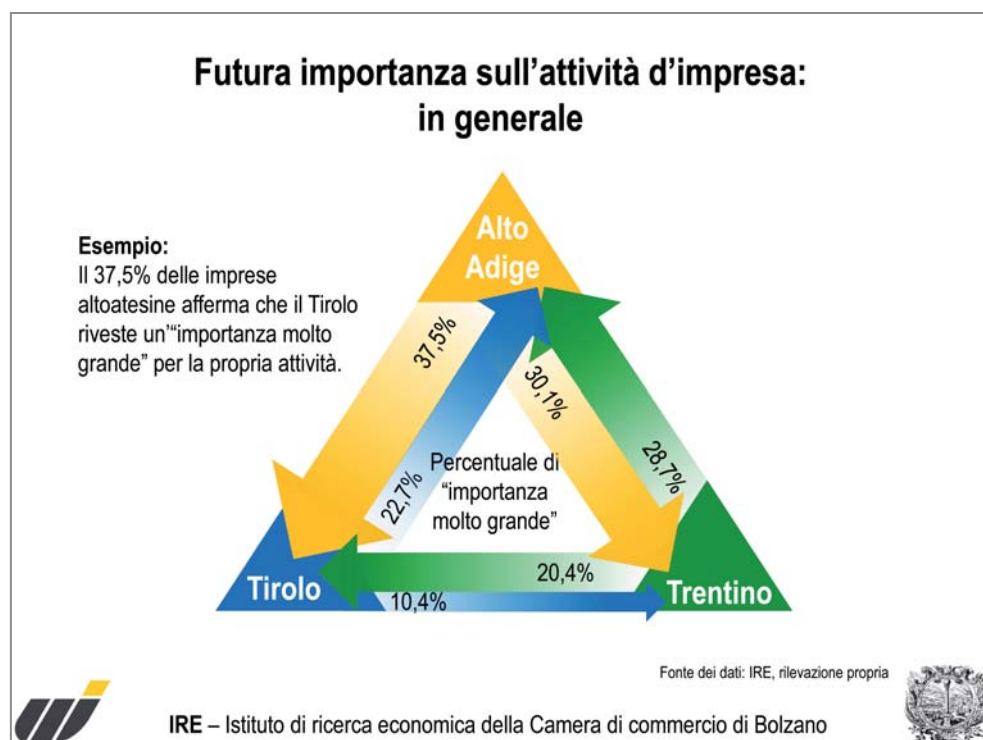 Futura importanza sull’attività d’impresa:
in generale
Esempio:
Il 37,5% delle imprese
altoatesine afferma che il Tirolo
riveste un’“importanza molto
grande” per la propria attività.
Alto
Adige
37,5%
30,1%
28,7%
22,7%
Percentuale di
“importanza
molto grande”
20,4%
10,4%
Tirolo
Trentino
Fonte dei dati: IRE, rilevazione propria
IRE – Istituto di ricerca economica della Camera di commercio di Bolzano